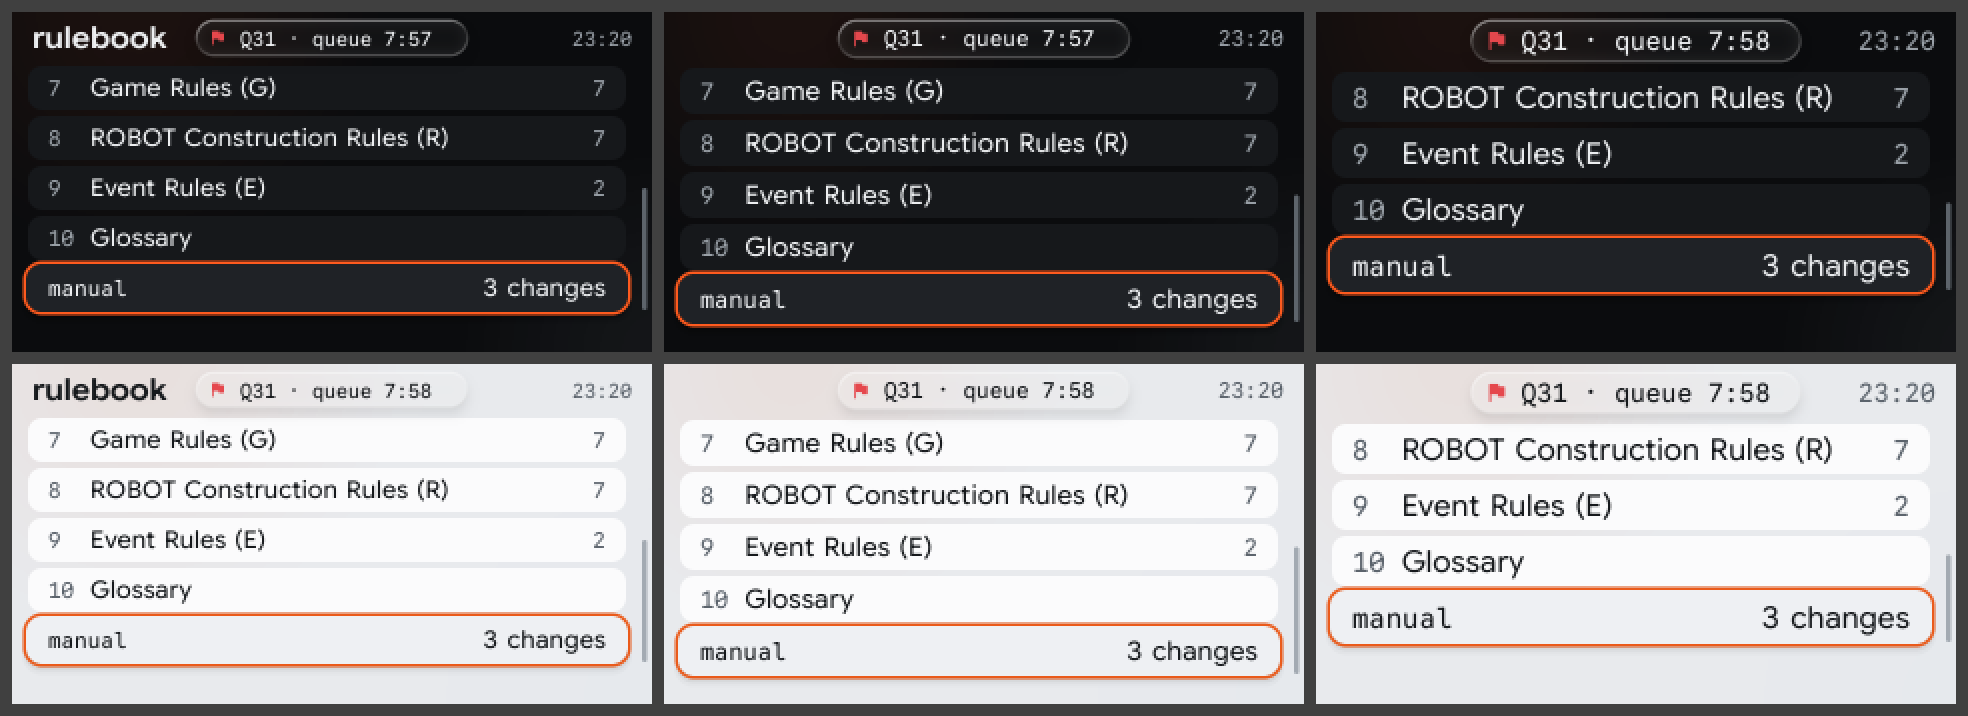 rulebook Q31 · queue 7:57 23:20
7 Game Rules (G) 7
8 ROBOT Construction Rules (R) 7
9 Event Rules (E) 2
10 Glossary
manual 3 changes
Q31 · queue 7:57 23:20
7 Game Rules (G) 7
8 ROBOT Construction Rules (R) 7
9 Event Rules (E) 2
10 Glossary
manual 3 changes
Q31 · queue 7:58 23:20
8 ROBOT Construction Rules (R) 7
9 Event Rules (E) 2
10 Glossary
manual 3 changes
rulebook Q31 · queue 7:58 23:20
7 Game Rules (G) 7
8 ROBOT Construction Rules (R) 7
9 Event Rules (E) 2
10 Glossary
manual 3 changes
Q31 · queue 7:58 23:20
7 Game Rules (G) 7
8 ROBOT Construction Rules (R) 7
9 Event Rules (E) 2
10 Glossary
manual 3 changes
Q31 · queue 7:58 23:20
8 ROBOT Construction Rules (R) 7
9 Event Rules (E) 2
10 Glossary
manual 3 changes